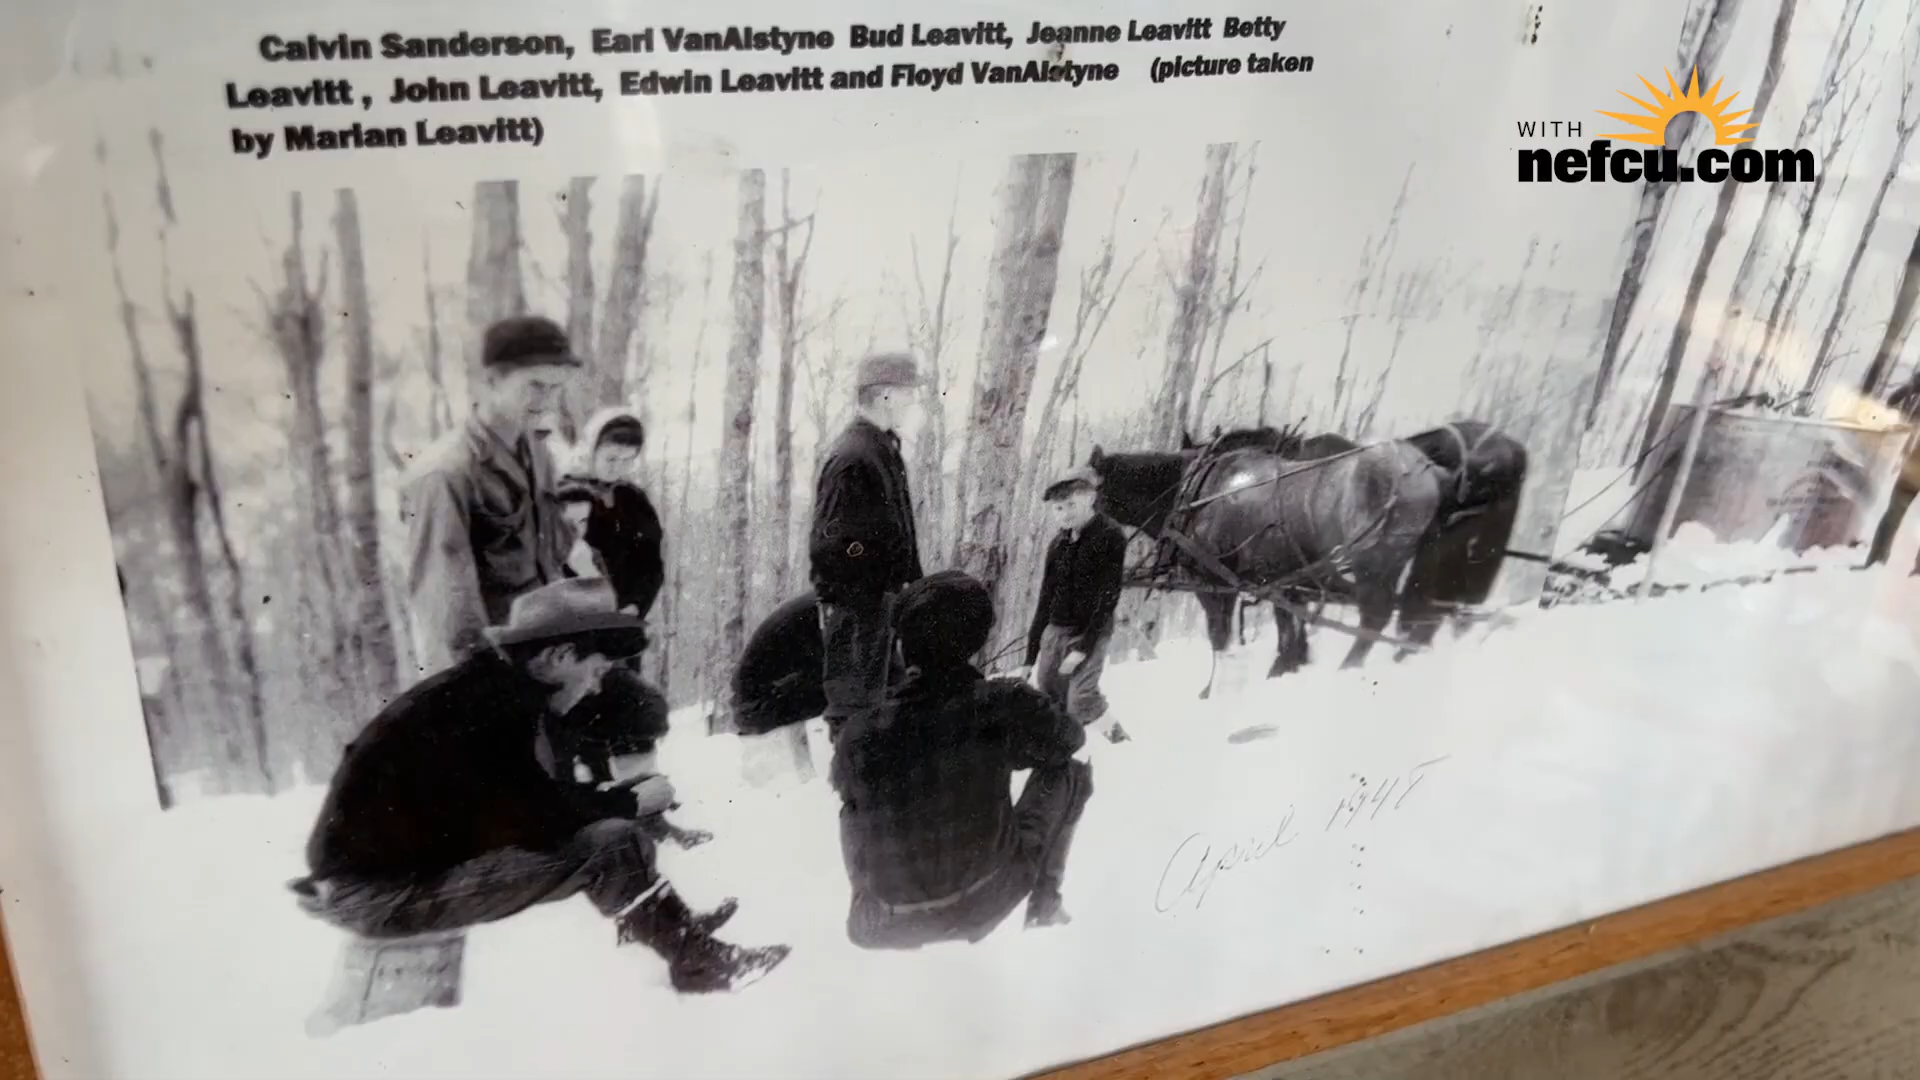 Calvin Sanderson, Earl VanAlstyne Bud Leavitt, Jeanne Leavitt Betty
Leavitt, John Leavitt, Edwin Leavitt and Floyd VanAlstyne (picture taken
by Marian Leavitt)
WITH
nefcu.com
April 1948